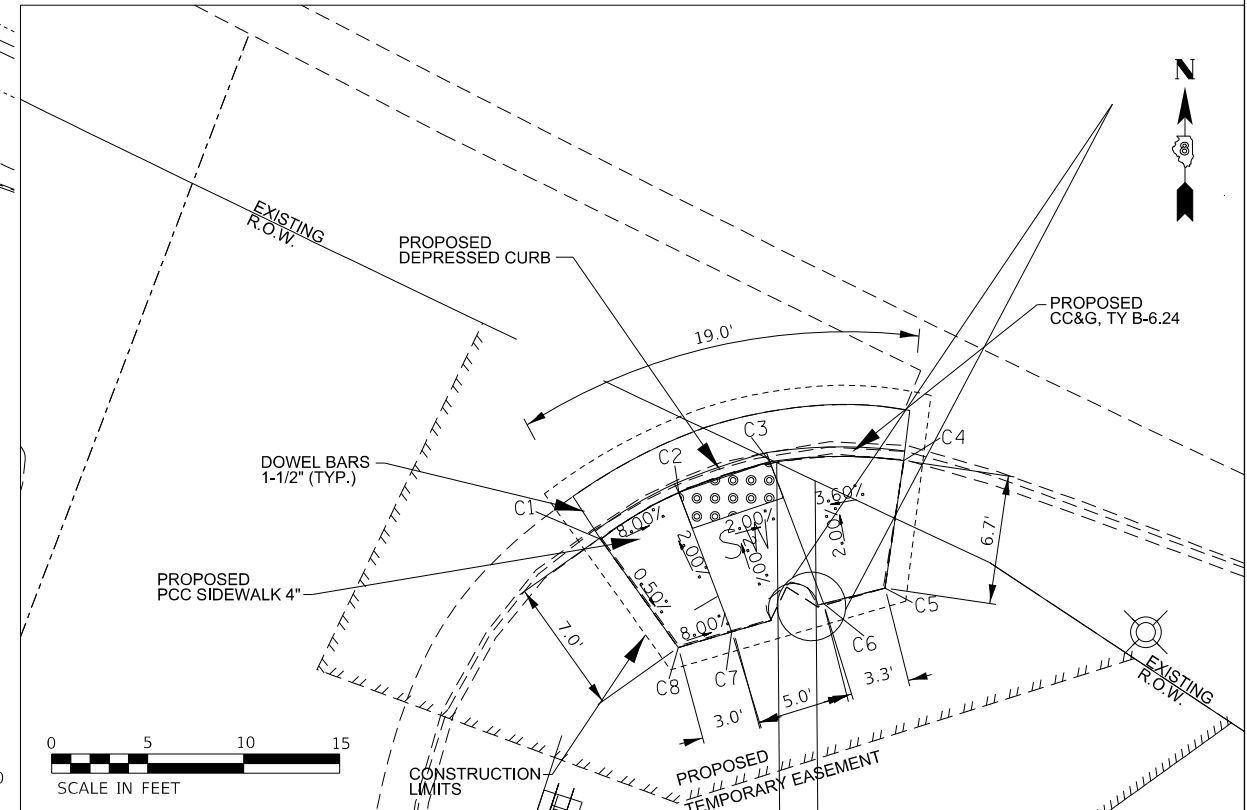 N
EXISTING
R.O.W.
PROPOSED
DEPRESSED CURB
PROPOSED
CC&G, TY B-6.24
19.0'
C3
C4
C2
DOWEL BARS
1-1/2" (TYP.)
C1
3.60%
8.00%
2.00%
2.00%
S/W
2.00%
6.7'
PROPOSED
PCC SIDEWALK 4"
0.50%
7.0'
8.00%
C5
C6
C7
C8
3.3'
5.0'
3.0'
EXISTING
R.O.W.
0 5 10 15
SCALE IN FEET
CONSTRUCTION
LIMITS
PROPOSED
TEMPORARY EASEMENT